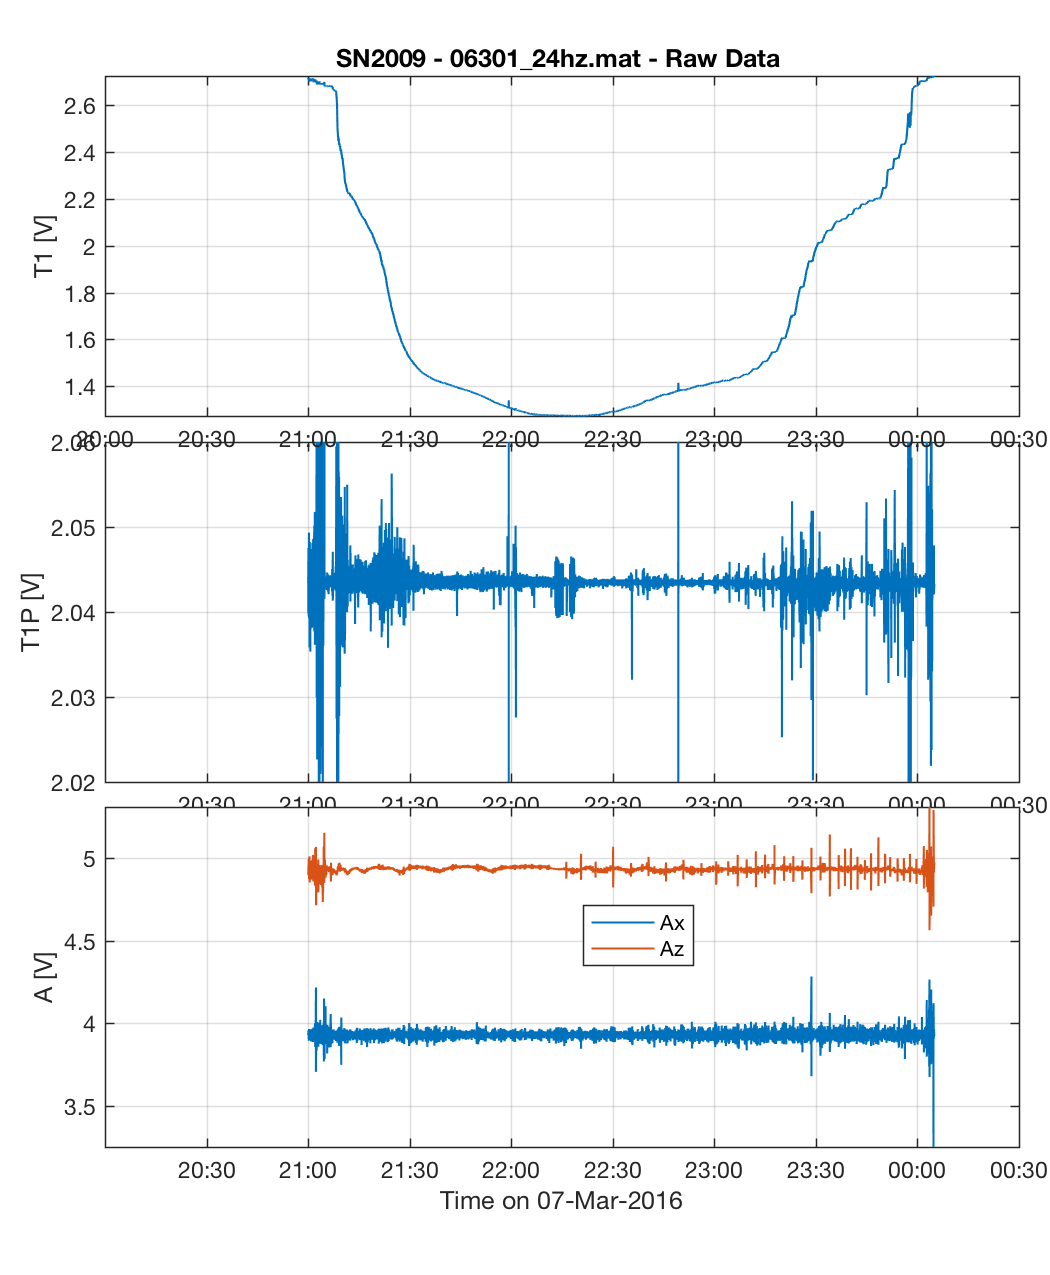 SN2009 - 06301_24hz.mat - Raw Data
2.6
2.4
2.2
2
1.8
1.6
1.4
T1 [V]
20:00 20:30 21:00 21:30 22:00 22:30 23:00 23:30 00:00 00:30
2.06
2.05
2.04
2.03
2.02
T1P [V]
20:30 21:00 21:30 22:00 22:30 23:00 23:30 00:00 00:30
5
4.5
4
3.5
A [V]
Ax
Az
20:30 21:00 21:30 22:00 22:30 23:00 23:30 00:00 00:30
Time on 07-Mar-2016